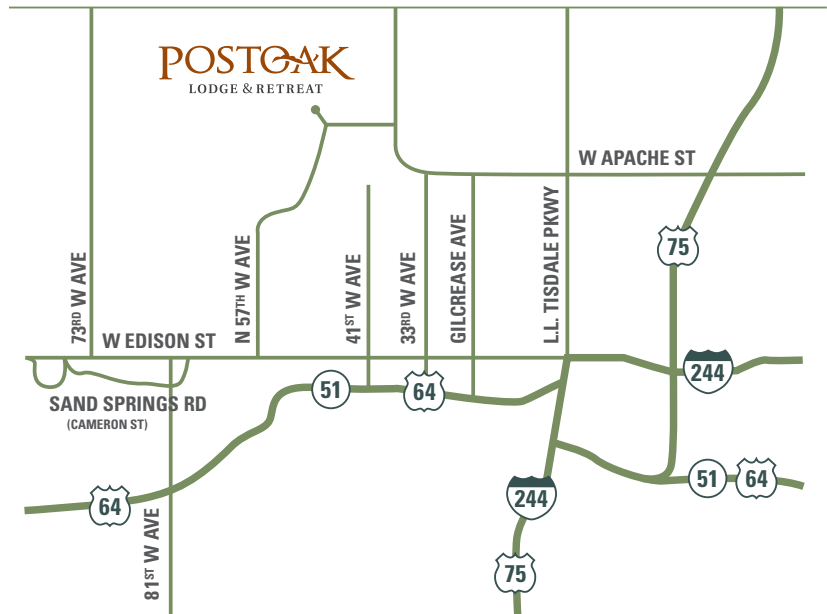 POSTOAK
LODGE & RETREAT
W APACHE ST
75
73RD W AVE
N 57TH W AVE
41ST W AVE
33RD W AVE
GILCREASE AVE
L.L. TISDALE PKWY
W EDISON ST
244
51
64
SAND SPRINGS RD
(CAMERON ST)
64
244
51
64
81ST W AVE
75